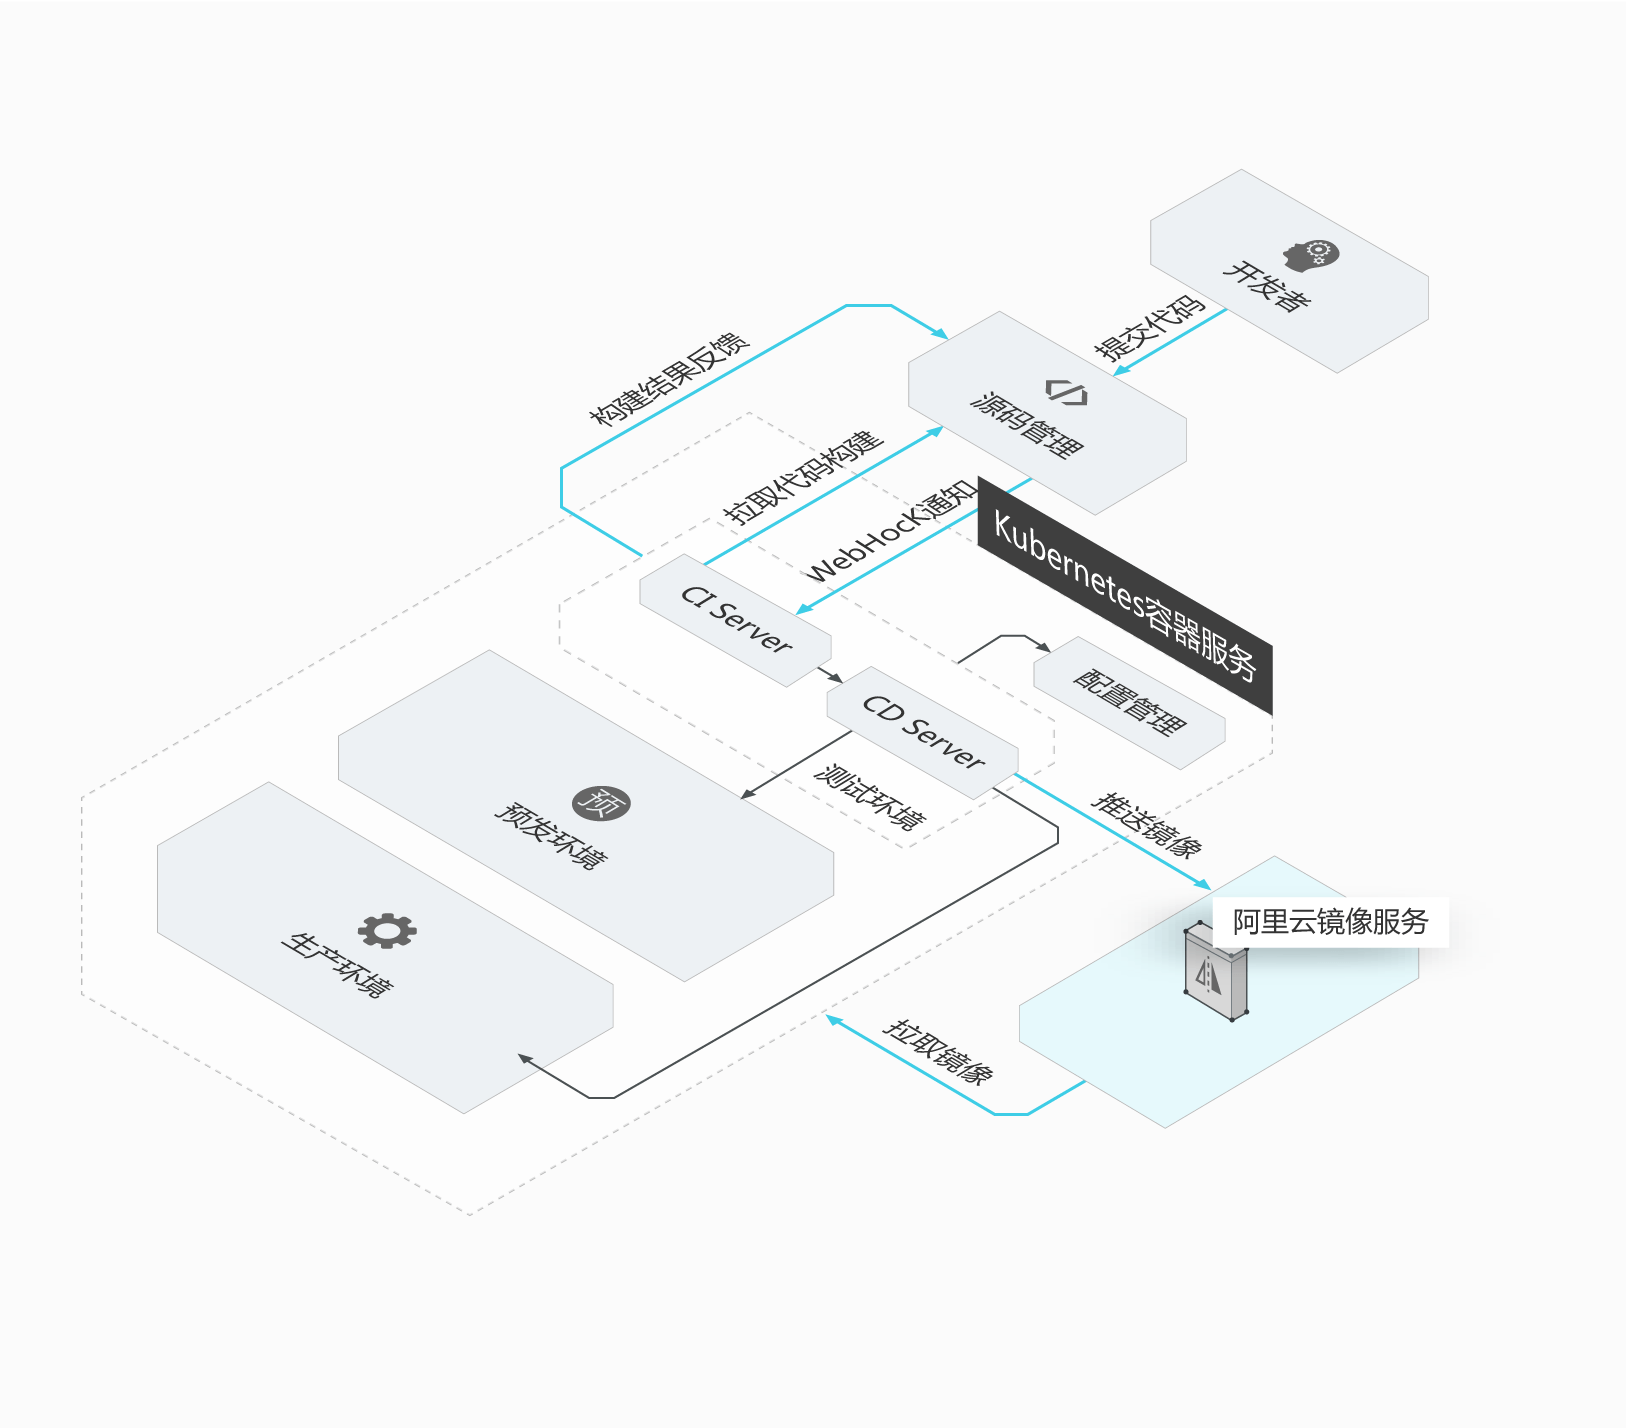 开发者
提交代码
构建结果反馈
源码管理
拉取代码构建
WebHocK通知
Kubernetes容器服务
CI Server
配置管理
CD Server
测试环境
预
预发环境
推送镜像
阿里云镜像服务
生产环境
拉取镜像